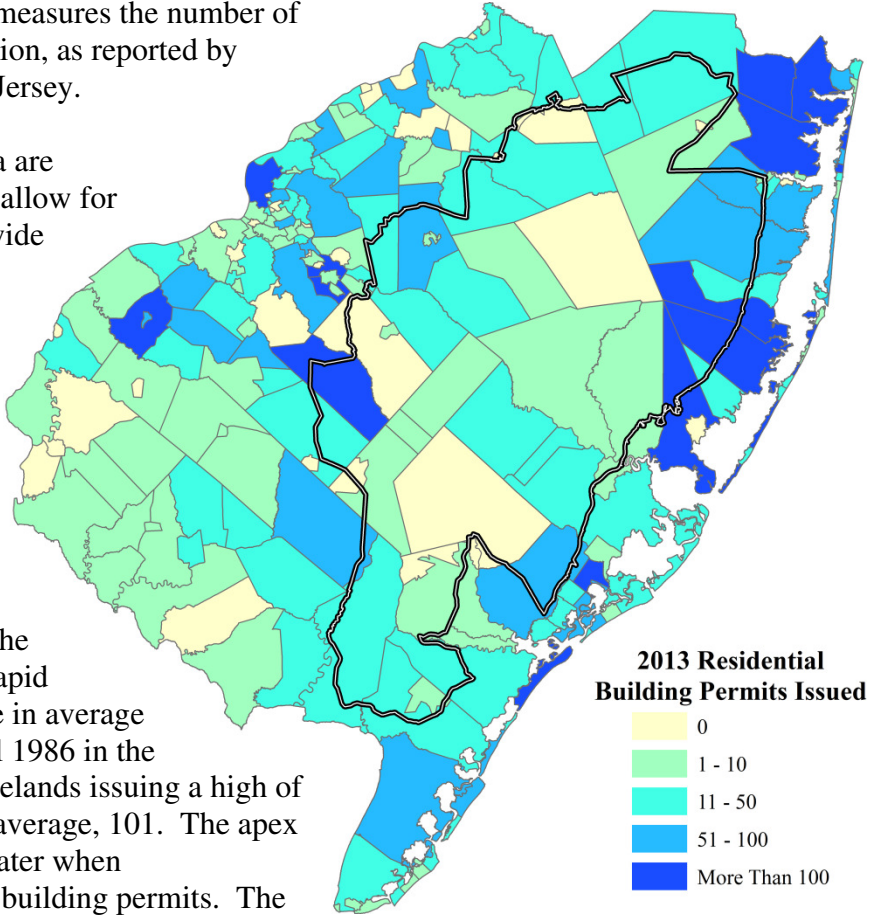 measures the number of
ion, as reported by
Jersey.
a are
allow for
vide
he
apid
e in average
l 1986 in the
elands issuing a high of
average, 101. The apex
ater when
building permits. The
2013 Residential
Building Permits Issued
0
1 - 10
11 - 50
51 - 100
More Than 100